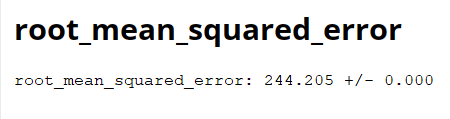 root_mean_squared_error
root_mean_squared_error: 244.205 +/- 0.000